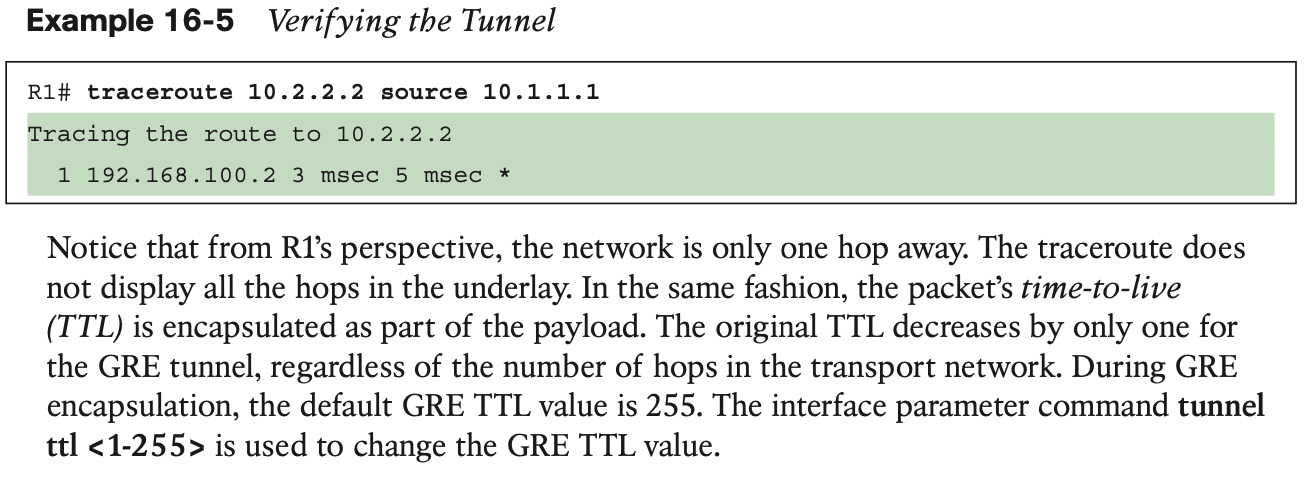 Example 16-5 Verifying the Tunnel
R1# traceroute 10.2.2.2 source 10.1.1.1
Tracing the route to 10.2.2.2
1 192.168.100.2 3 msec 5 msec *
Notice that from R1’s perspective, the network is only one hop away. The traceroute does
not display all the hops in the underlay. In the same fashion, the packet’s time-to-live
(TTL) is encapsulated as part of the payload. The original TTL decreases by only one for
the GRE tunnel, regardless of the number of hops in the transport network. During GRE
encapsulation, the default GRE TTL value is 255. The interface parameter command tunnel
ttl <1-255> is used to change the GRE TTL value.